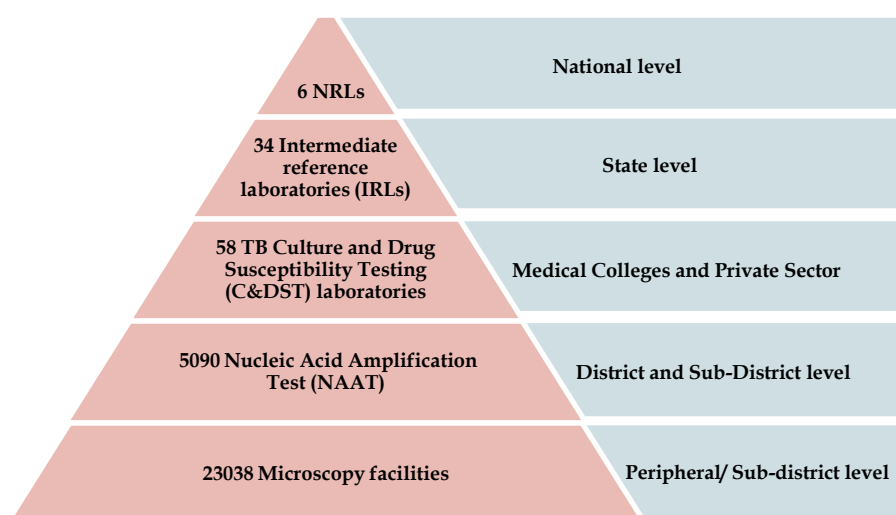 6 NRLs
National level
34 Intermediate
reference
laboratories (IRLs)
State level
58 TB Culture and Drug
Susceptibility Testing
(C&DST) laboratories
Medical Colleges and Private Sector
5090 Nucleic Acid Amplification
Test (NAAT)
District and Sub-District level
23038 Microscopy facilities
Peripheral/ Sub-district level